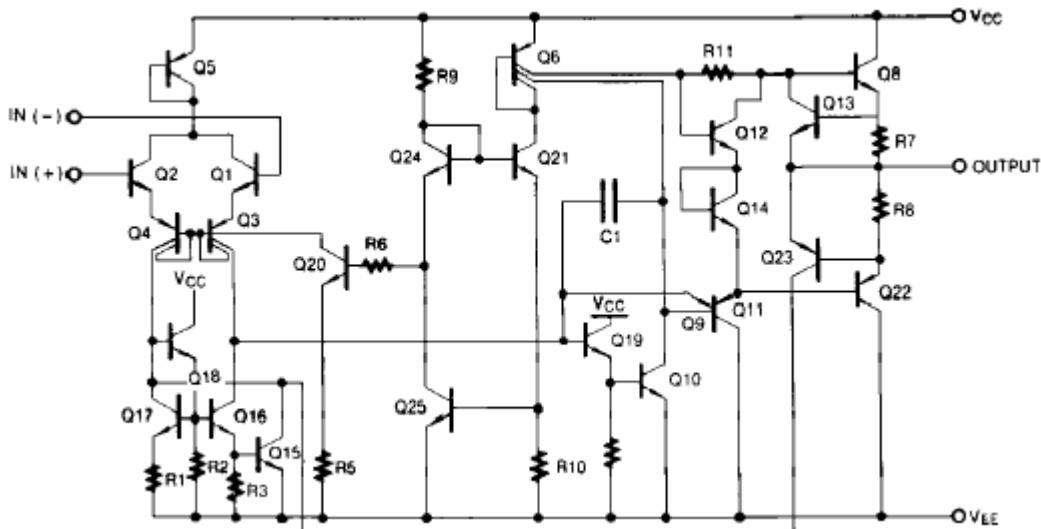 VCC
Q6
R11
Q5
R9
Q8
Q13
IN (–)
Q12
R7
Q2
Q1
Q24
Q21
OUTPUT
IN (+)
Q14
R8
Q4
Q3
C1
R6
Q23
Q20
VCC
Q22
VCC
Q9
Q11
Q19
Q18
Q10
Q17
Q16
Q25
Q15
R1
R2
R3
R5
R10
VEE